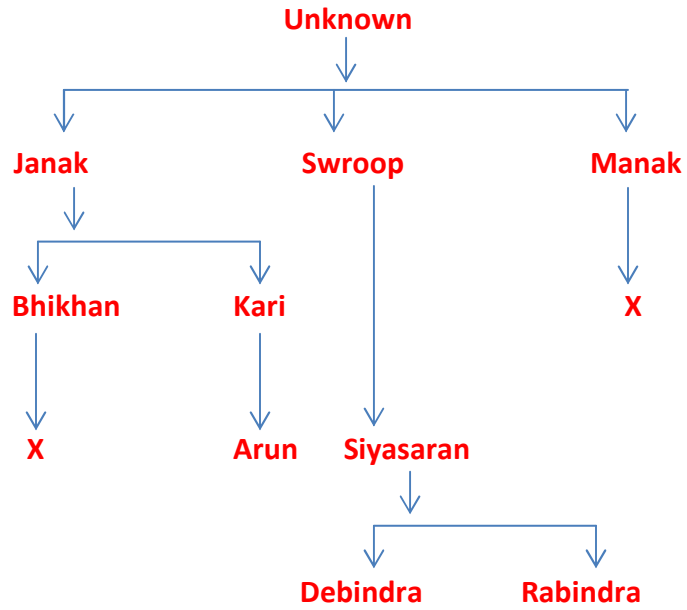 Unknown
Janak Swroop Manak
Bhikhan Kari X
X Arun Siyasaran
Debindra Rabindra